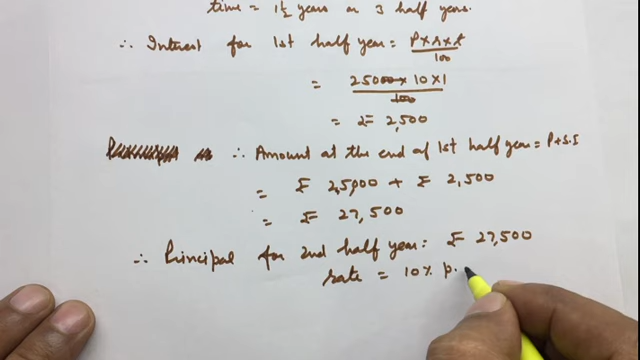 time = 1½ years or 3 half years.
∴ Interest for 1st half year = P×r×t/100
= 25000 × 10 × 1/100
= ₹ 2,500
∴ Amount at the end of 1st half year = P+S.I
= ₹ 25,000 + ₹ 2,500
= ₹ 27,500
∴ Principal for 2nd half year: ₹ 27,500
rate = 10% p.